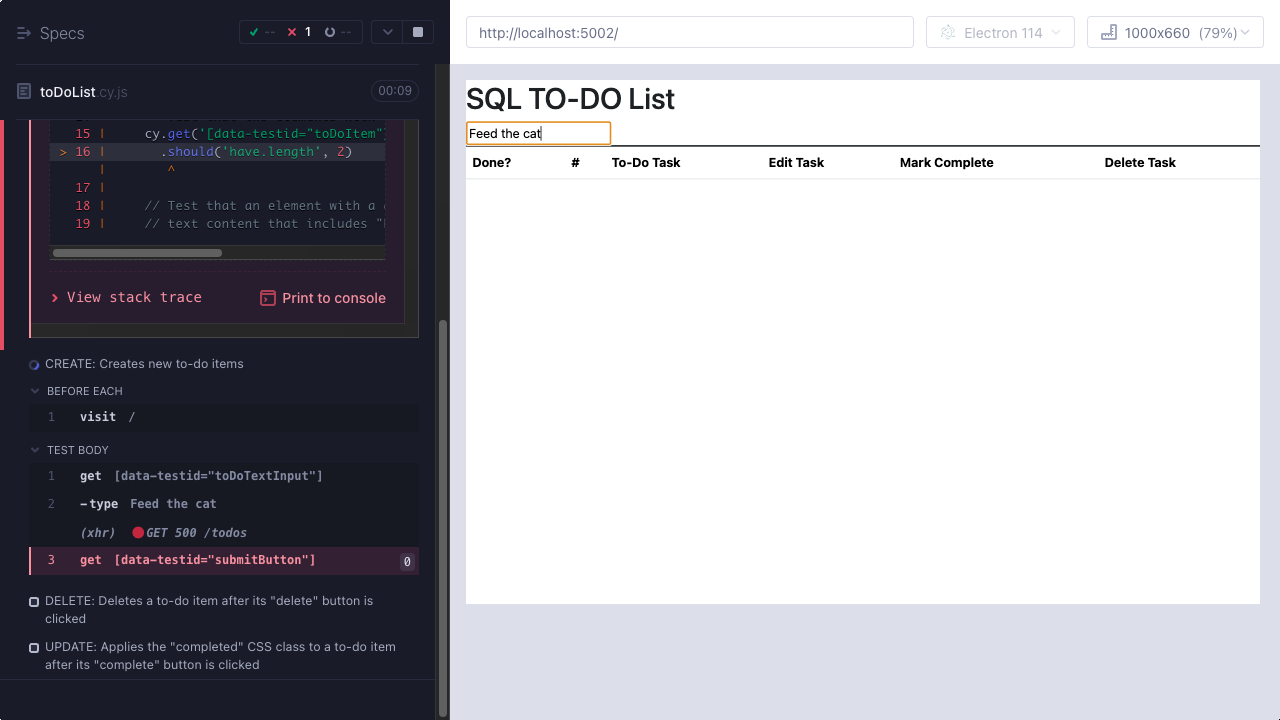 Specs
-- 1 --
toDoList.cy.js
00:09
15 | cy.get('[data-testid="toDoItem"]
> 16 | .should('have.length', 2)
| ^
17 |
18 | // Test that an element with a
19 | // text content that includes "
View stack trace
Print to console
CREATE: Creates new to-do items
BEFORE EACH
1 visit /
TEST BODY
1 get [data-testid="toDoTextInput"]
2 -type Feed the cat
(xhr) GET 500 /todos
3 get [data-testid="submitButton"] 0
DELETE: Deletes a to-do item after its "delete" button is
clicked
UPDATE: Applies the "completed" CSS class to a to-do item
after its "complete" button is clicked
http://localhost:5002/
Electron 114
1000x660 (79%)
SQL TO-DO List
Feed the cat
Done? # To-Do Task Edit Task Mark Complete Delete Task